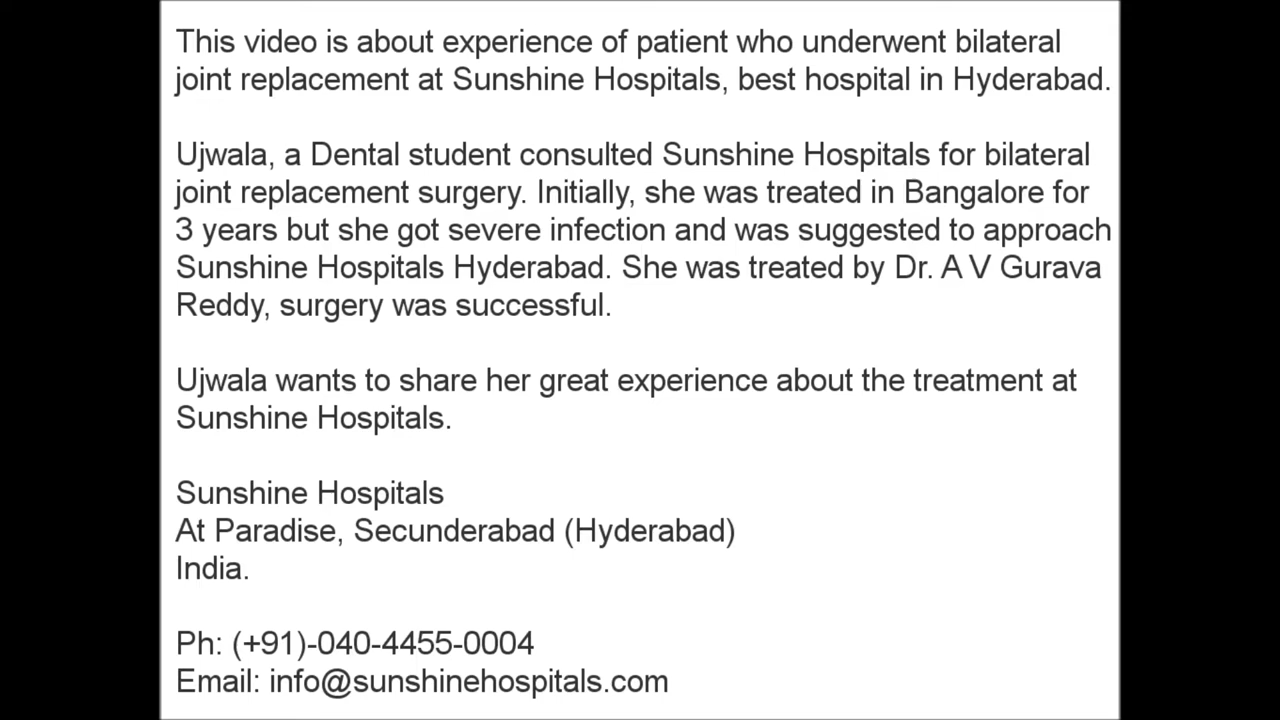 This video is about experience of patient who underwent bilateral
joint replacement at Sunshine Hospitals, best hospital in Hyderabad.
Ujwala, a Dental student consulted Sunshine Hospitals for bilateral
joint replacement surgery. Initially, she was treated in Bangalore for
3 years but she got severe infection and was suggested to approach
Sunshine Hospitals Hyderabad. She was treated by Dr. A V Gurava
Reddy, surgery was successful.
Ujwala wants to share her great experience about the treatment at
Sunshine Hospitals.
Sunshine Hospitals
At Paradise, Secunderabad (Hyderabad)
India.
Ph: (+91)-040-4455-0004
Email: info@sunshinehospitals.com